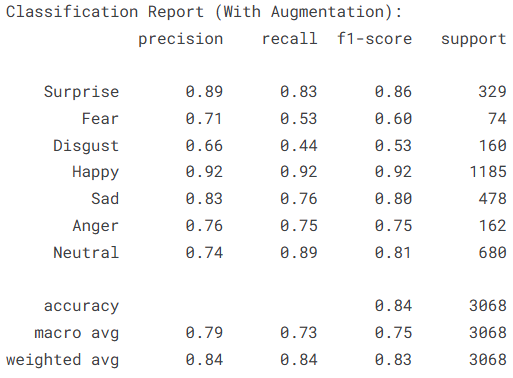 Classification Report (With Augmentation):
precision recall f1-score support
Surprise 0.89 0.83 0.86 329
Fear 0.71 0.53 0.60 74
Disgust 0.66 0.44 0.53 160
Happy 0.92 0.92 0.92 1185
Sad 0.83 0.76 0.80 478
Anger 0.76 0.75 0.75 162
Neutral 0.74 0.89 0.81 680
accuracy 0.84 3068
macro avg 0.79 0.73 0.75 3068
weighted avg 0.84 0.84 0.83 3068